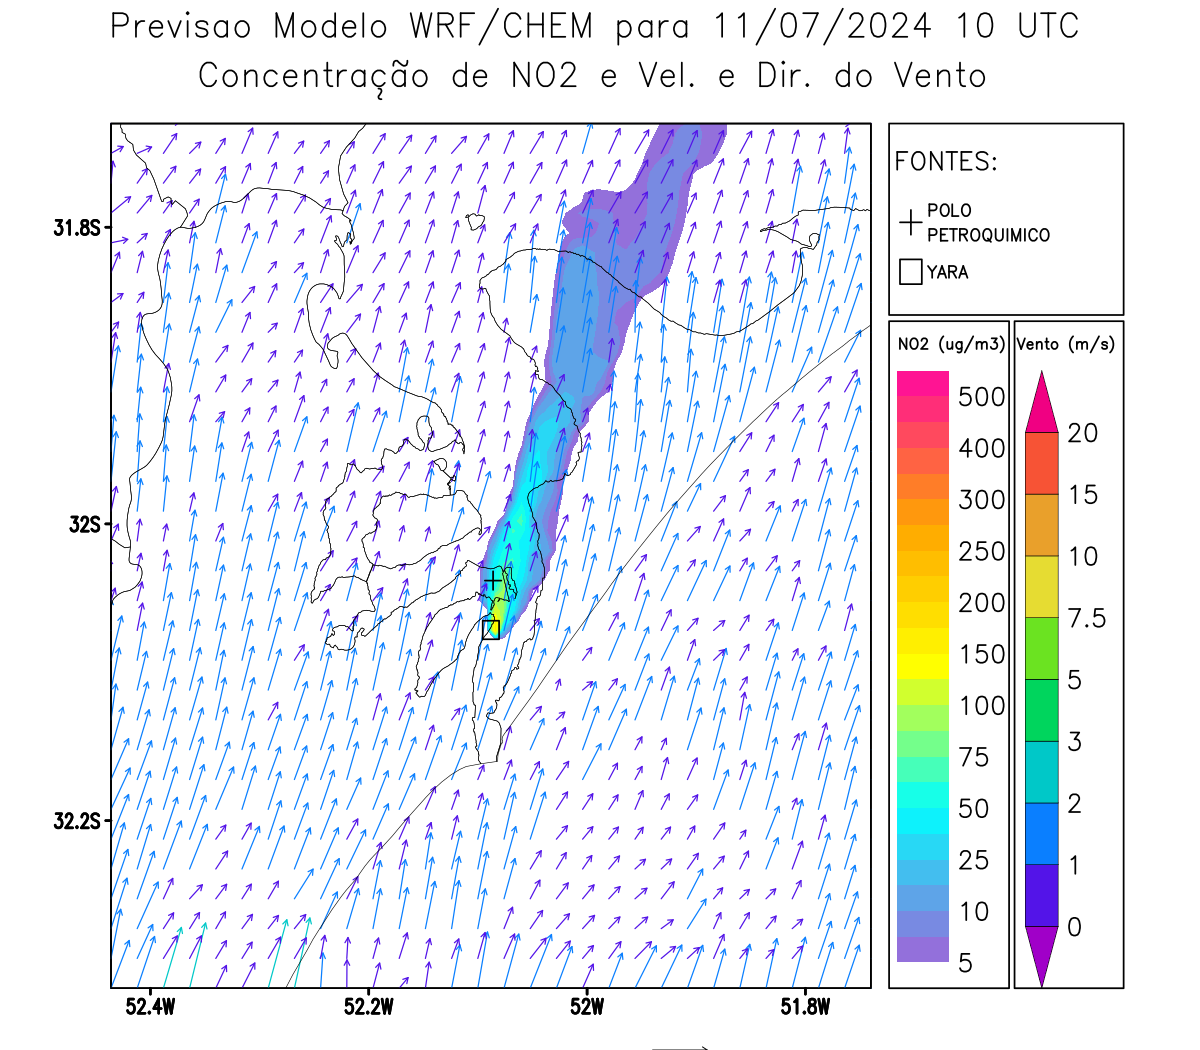 Previsao Modelo WRF/CHEM para 11/07/2024 10 UTC
Concentração de NO2 e Vel. e Dir. do Vento
FONTES:
POLO
PETROQUIMICO
YARA
31.8S
32S
32.2S
52.4W
52.2W
52W
51.8W
NO2 (ug/m3)
500
400
300
250
200
150
100
75
50
25
10
5
Vento (m/s)
20
15
10
7.5
5
3
2
1
0